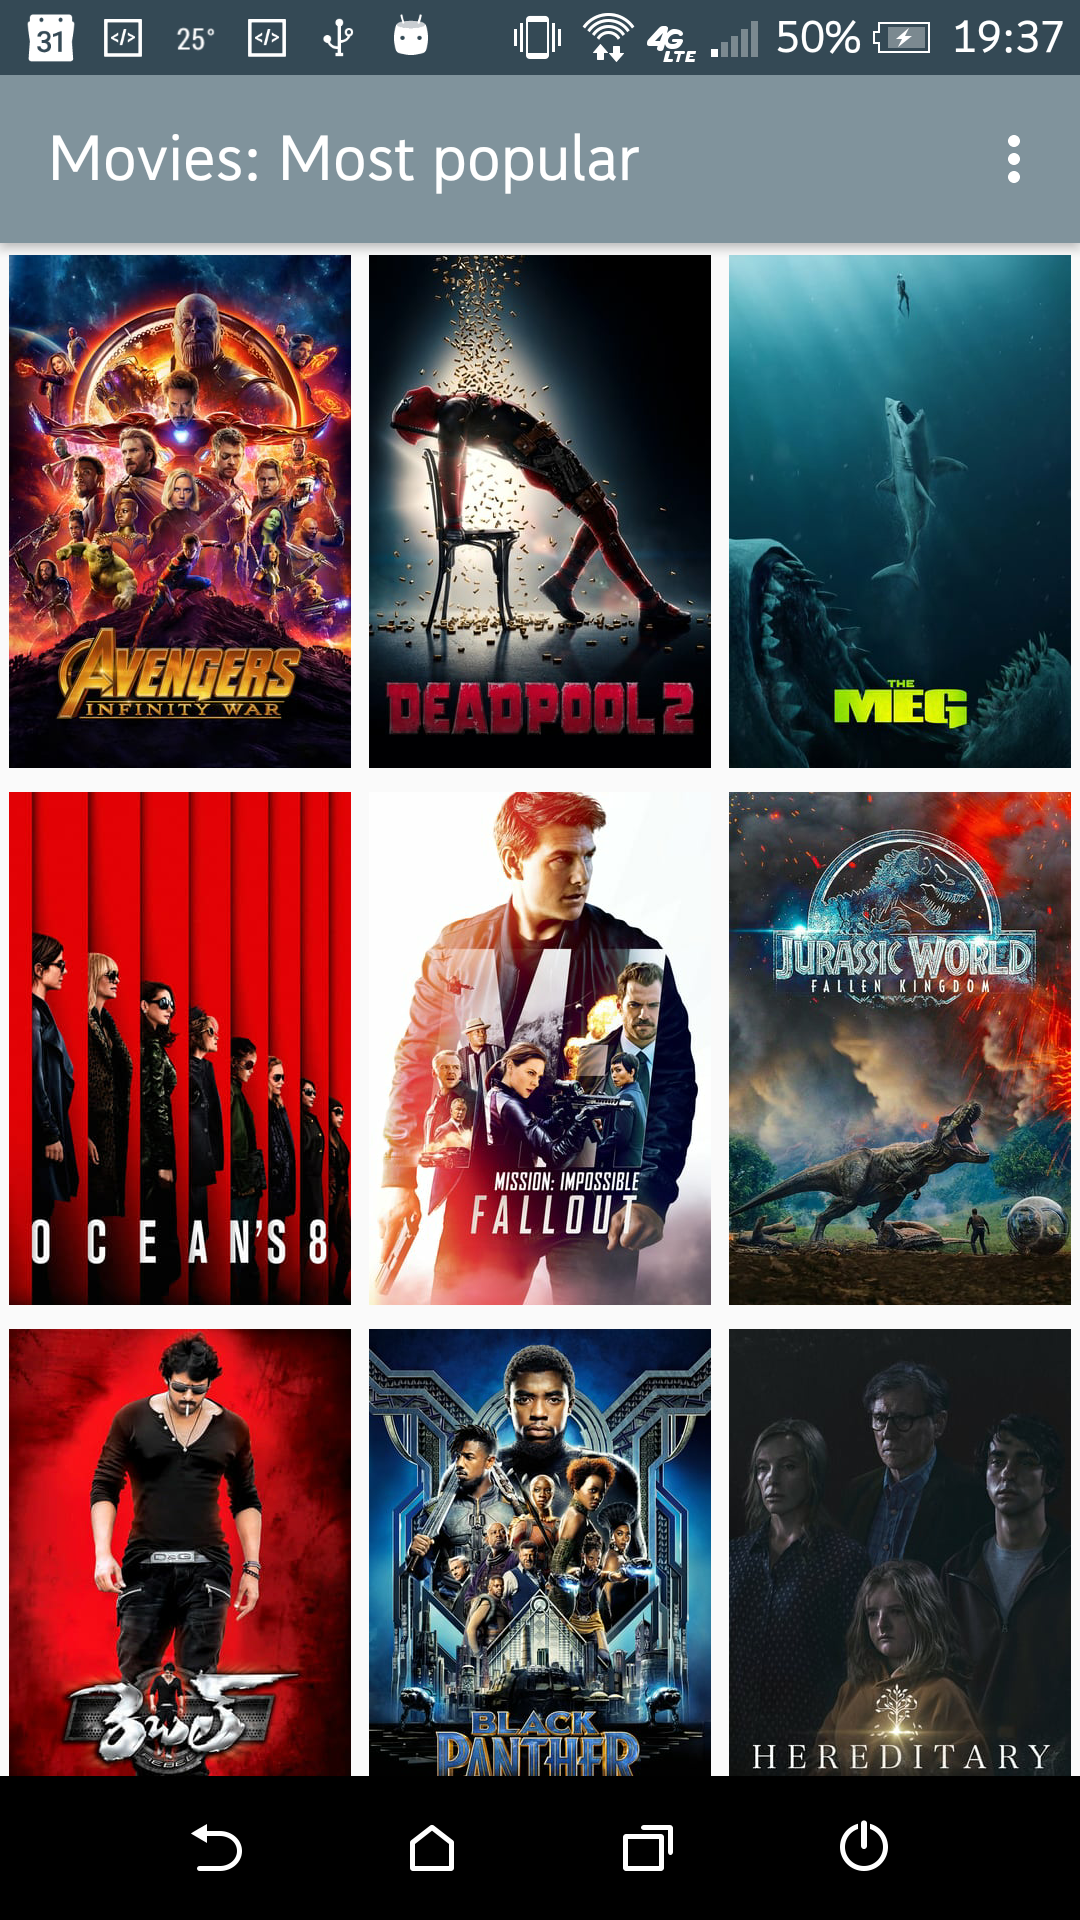 31 </> 25° </> 4G LTE 50% 19:37
Movies: Most popular
AVENGERS
INFINITY WAR
DEADPOOL 2
THE
MEG
OCEAN'S 8
MISSION: IMPOSSIBLE
FALLOUT
JURASSIC WORLD
FALLEN KINGDOM
D&G
రెబల్
REBEL
BLACK
PANTHER
HEREDITARY